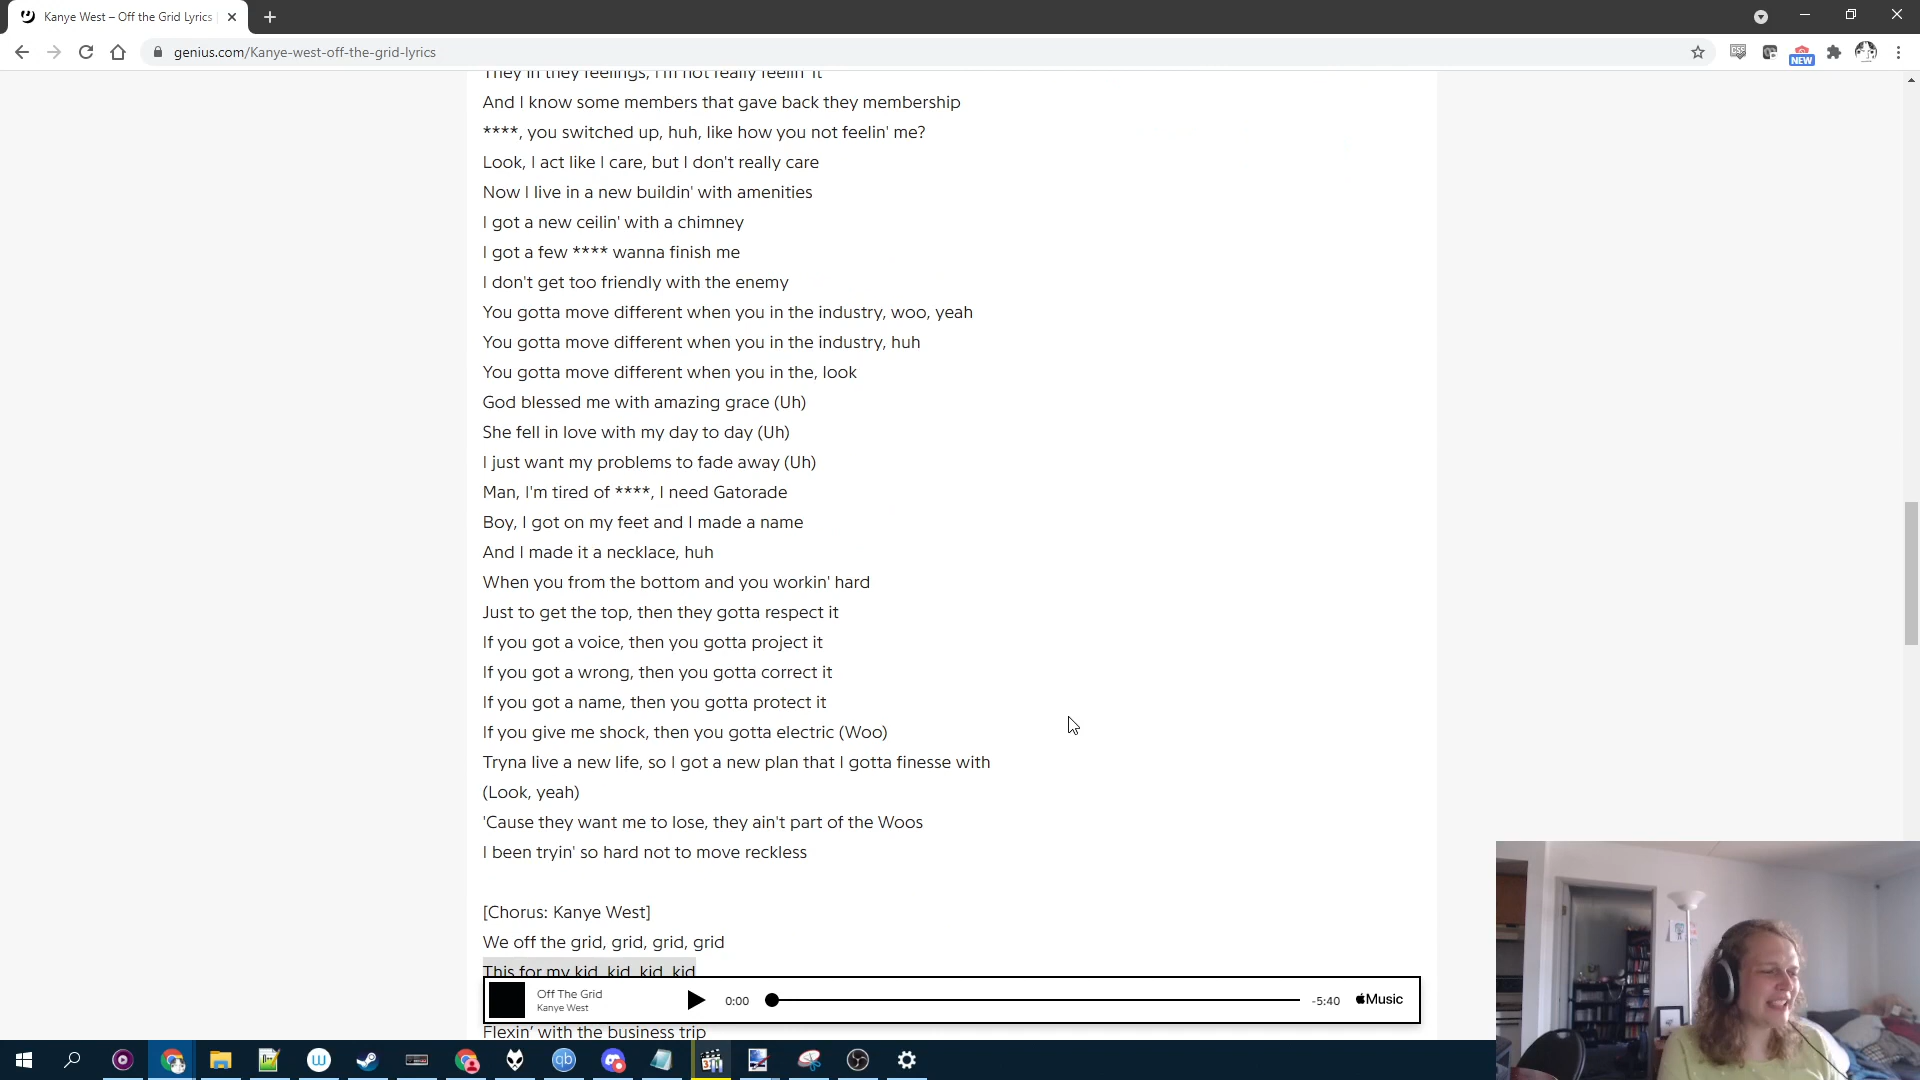 Kanye West – Off the Grid Lyrics
genius.com/Kanye-west-off-the-grid-lyrics
CSS
NEW
They in they feelings, I'm not really feelin' it
And I know some members that gave back they membership
****, you switched up, huh, like how you not feelin' me?
Look, I act like I care, but I don't really care
Now I live in a new buildin' with amenities
I got a new ceilin' with a chimney
I got a few **** wanna finish me
I don't get too friendly with the enemy
You gotta move different when you in the industry, woo, yeah
You gotta move different when you in the industry, huh
You gotta move different when you in the, look
God blessed me with amazing grace (Uh)
She fell in love with my day to day (Uh)
I just want my problems to fade away (Uh)
Man, I'm tired of ****, I need Gatorade
Boy, I got on my feet and I made a name
And I made it a necklace, huh
When you from the bottom and you workin' hard
Just to get the top, then they gotta respect it
If you got a voice, then you gotta project it
If you got a wrong, then you gotta correct it
If you got a name, then you gotta protect it
If you give me shock, then you gotta electric (Woo)
Tryna live a new life, so I got a new plan that I gotta finesse with
(Look, yeah)
'Cause they want me to lose, they ain't part of the Woos
I been tryin' so hard not to move reckless
[Chorus: Kanye West]
We off the grid, grid, grid, grid
This for my kid, kid, kid, kid
Off The Grid
Kanye West
0:00
-5:40
Music
Flexin' with the business trip
W
qb